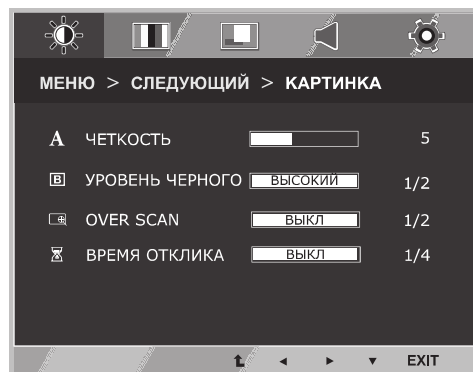 МЕНЮ > СЛЕДУЮЩИЙ > КАРТИНКА
A ЧЕТКОСТЬ 5
B УРОВЕНЬ ЧЕРНОГО ВЫСОКИЙ 1/2
OVER SCAN ВЫКЛ 1/2
ВРЕМЯ ОТКЛИКА ВЫКЛ 1/4
EXIT